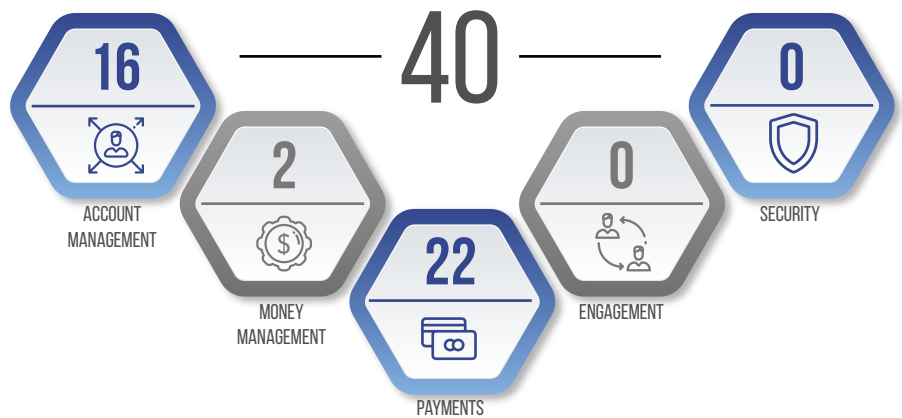 40
16
ACCOUNT
MANAGEMENT
2
$
MONEY
MANAGEMENT
22
PAYMENTS
0
ENGAGEMENT
0
SECURITY